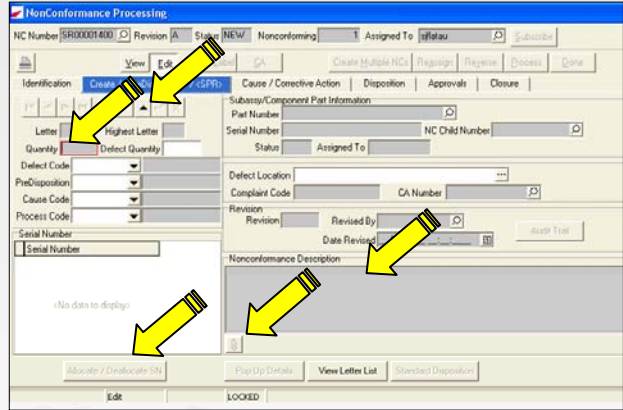 NonConformance Processing
NC Number SR00001400 Revision A Status NEW Nonconforming 1 Assigned To sjflatau Subscribe
View Edit CA Create Multiple NCs Reassign Reverse Process Done
Identification Create <SPR> Cause / Corrective Action Disposition Approvals Closure
Subassy/Component Part Information
Part Number
Letter Highest Letter Serial Number NC Child Number
Quantity Defect Quantity Status Assigned To
Defect Code Defect Location ...
PreDisposition Complaint Code CA Number
Cause Code Revision
Process Code Revision Revised By Audit Trail
Serial Number Date Revised
Serial Number Nonconformance Description
<No data to display>
Allocate / Deallocate SN Pop Up Details View Letter List Standard Disposition
Edit LOCKED